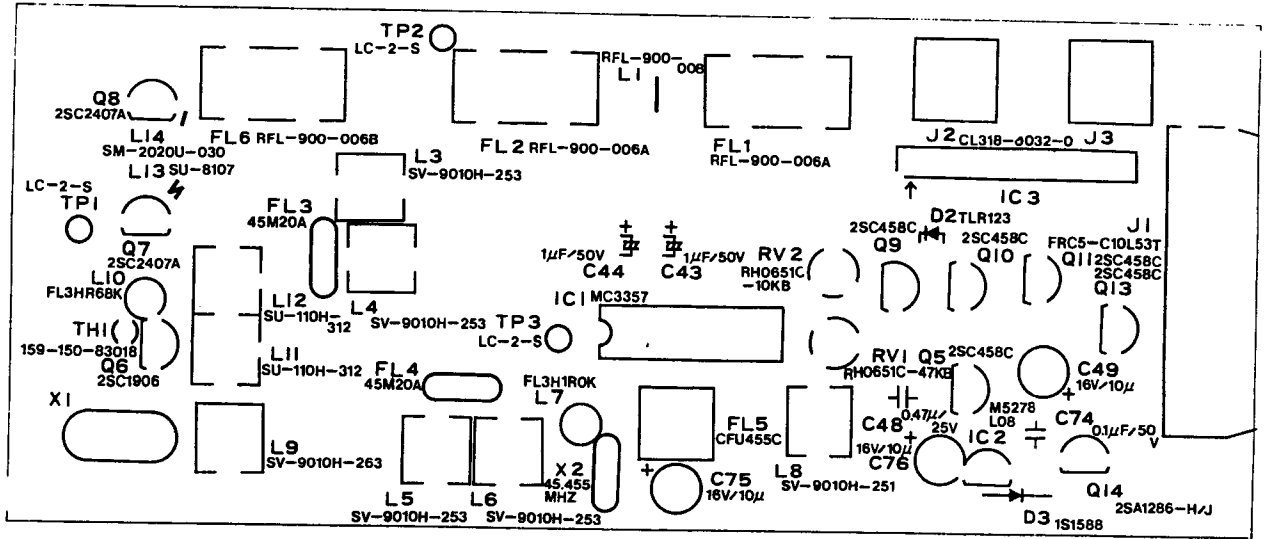 TP2
LC-2-S
RFL-900-00B
L1
Q8
2SC2407A
L14
SM-2020U-030
FL6 RFL-900-006B
FL2 RFL-900-006A
FL1
RFL-900-006A
J2 CL318-6032-0
J3
L13 SU-8107
L3
SV-9010H-253
LC-2-S
TP1
FL3
45M20A
IC3
D2 TLR123
J1
FRC5-C10L53T
Q7
2SC2407A
1μF/50V
C44
1μF/50V
C43
RV2
RH0651C
-10KB
2SC458C
Q9
2SC458C
Q10
Q11 2SC458C
2SC458C
Q13
L10
FL3HR68K
L12
SU-110H-
312
L4
SV-9010H-253
IC1 MC3357
TP3
LC-2-S
TH1
159-150-83018
Q6
2SC1906
L11
SU-110H-312
FL4
45M20A
FL3H1R0K
L7
RV1
RH0651C-47KB
Q5 2SC458C
C49
16V/10μ
X1
L9
SV-9010H-263
FL5
CFU455C
C48
0.47μ/
25V
M5278
L08
IC2
C74
0.1μF/50
V
16V/10μ
C76
X2
45.455
MHZ
C75
16V/10μ
L8
SV-9010H-251
L5
SV-9010H-253
L6
SV-9010H-253
D3 1S1588
Q14
2SA1286-H/J